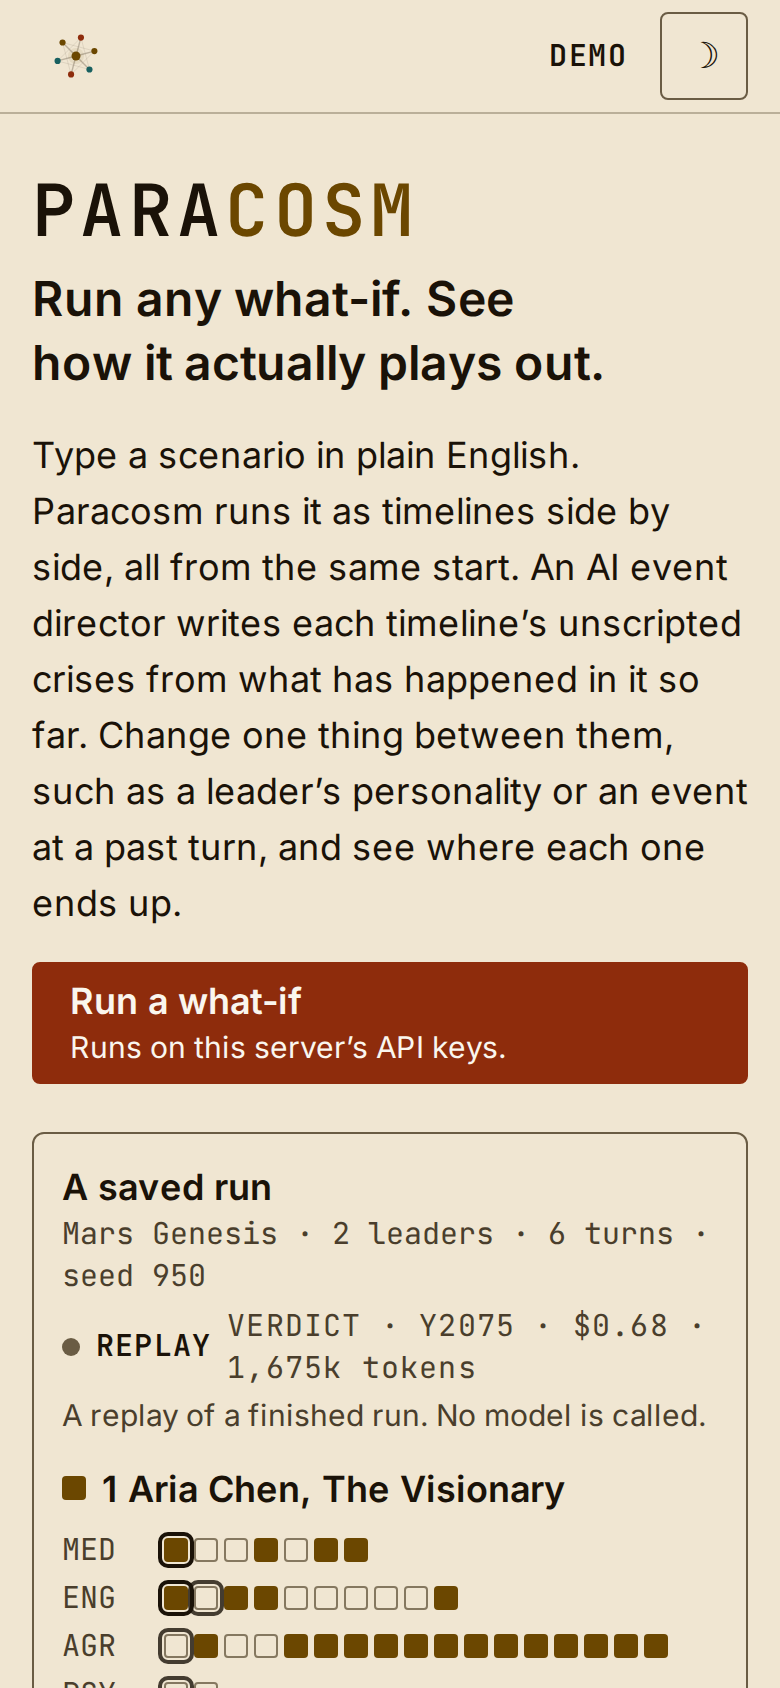 DEMO
PARACOSM
Run any what-if. See
how it actually plays out.
Type a scenario in plain English.
Paracosm runs it as timelines side by
side, all from the same start. An AI event
director writes each timeline’s unscripted
crises from what has happened in it so
far. Change one thing between them,
such as a leader’s personality or an event
at a past turn, and see where each one
ends up.
Run a what-if
Runs on this server’s API keys.
A saved run
Mars Genesis · 2 leaders · 6 turns ·
seed 950
REPLAY
VERDICT · Y2075 · $0.68 ·
1,675k tokens
A replay of a finished run. No model is called.
1 Aria Chen, The Visionary
MED
ENG
AGR